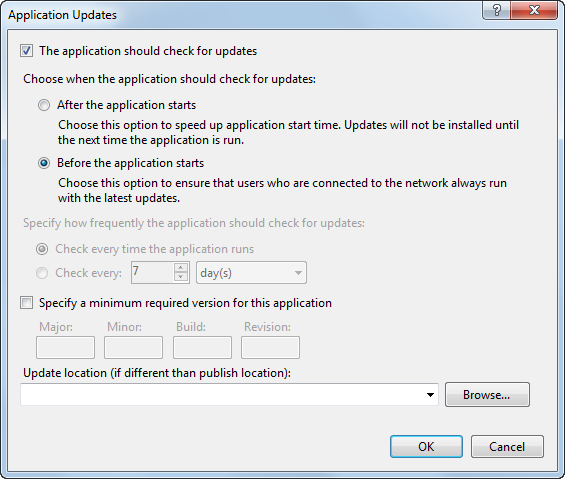 Application Updates
The application should check for updates
Choose when the application should check for updates:
After the application starts
Choose this option to speed up application start time. Updates will not be installed until
the next time the application is run.
Before the application starts
Choose this option to ensure that users who are connected to the network always run
with the latest updates.
Specify how frequently the application should check for updates:
Check every time the application runs
Check every: 7 day(s)
Specify a minimum required version for this application
Major: Minor: Build: Revision:
Update location (if different than publish location):
Browse...
OK Cancel